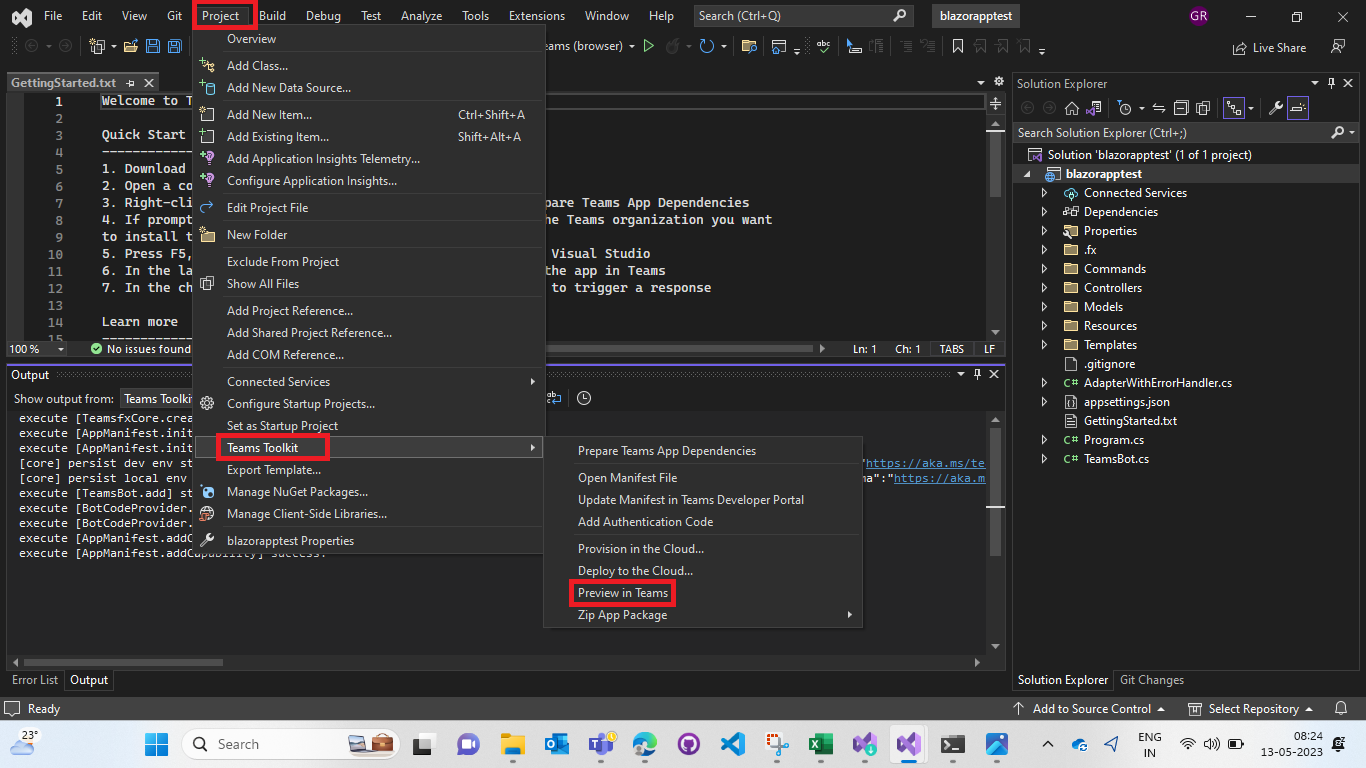 File Edit View Git Project Build Debug Test Analyze Tools Extensions Window Help Search (Ctrl+Q) blazorapptest GR
eams (browser) Live Share
GettingStarted.txt
1 Welcome to T
2
3 Quick Start
4 ------------
5 1. Download
6 2. Open a co
7 3. Right-cli pare Teams App Dependencies
8 4. If prompt he Teams organization you want
9 to install t
10 5. Press F5, Visual Studio
11 6. In the la the app in Teams
12 7. In the ch to trigger a response
13
14 Learn more
15 ------------
100 % No issues found Ln: 1 Ch: 1 TABS LF
Overview
Add Class...
Add New Data Source...
Add New Item... Ctrl+Shift+A
Add Existing Item... Shift+Alt+A
Add Application Insights Telemetry...
Configure Application Insights...
Edit Project File
New Folder
Exclude From Project
Show All Files
Add Project Reference...
Add Shared Project Reference...
Add COM Reference...
Connected Services
Configure Startup Projects...
Set as Startup Project
Teams Toolkit
Export Template...
Manage NuGet Packages...
Manage Client-Side Libraries...
blazorapptest Properties
Prepare Teams App Dependencies
Open Manifest File
Update Manifest in Teams Developer Portal
Add Authentication Code
Provision in the Cloud...
Deploy to the Cloud...
Preview in Teams
Zip App Package
Output
Show output from: Teams Toolkit
execute [TeamsfxCore.crea
execute [AppManifest.init
execute [AppManifest.init
[core] persist dev env st "https://aka.ms/te
[core] persist local env ma":"https://aka.m
execute [TeamsBot.add] st
execute [BotCodeProvider.
execute [BotCodeProvider.
execute [AppManifest.addC
execute [AppManifest.addCapability] success.
Error List Output
Solution Explorer
Search Solution Explorer (Ctrl+;)
Solution 'blazorapptest' (1 of 1 project)
blazorapptest
Connected Services
Dependencies
Properties
.fx
Commands
Controllers
Models
Resources
Templates
.gitignore
C# AdapterWithErrorHandler.cs
appsettings.json
GettingStarted.txt
C# Program.cs
C# TeamsBot.cs
Solution Explorer Git Changes
Ready Add to Source Control Select Repository
23° Search ENG
IN
08:24
13-05-2023